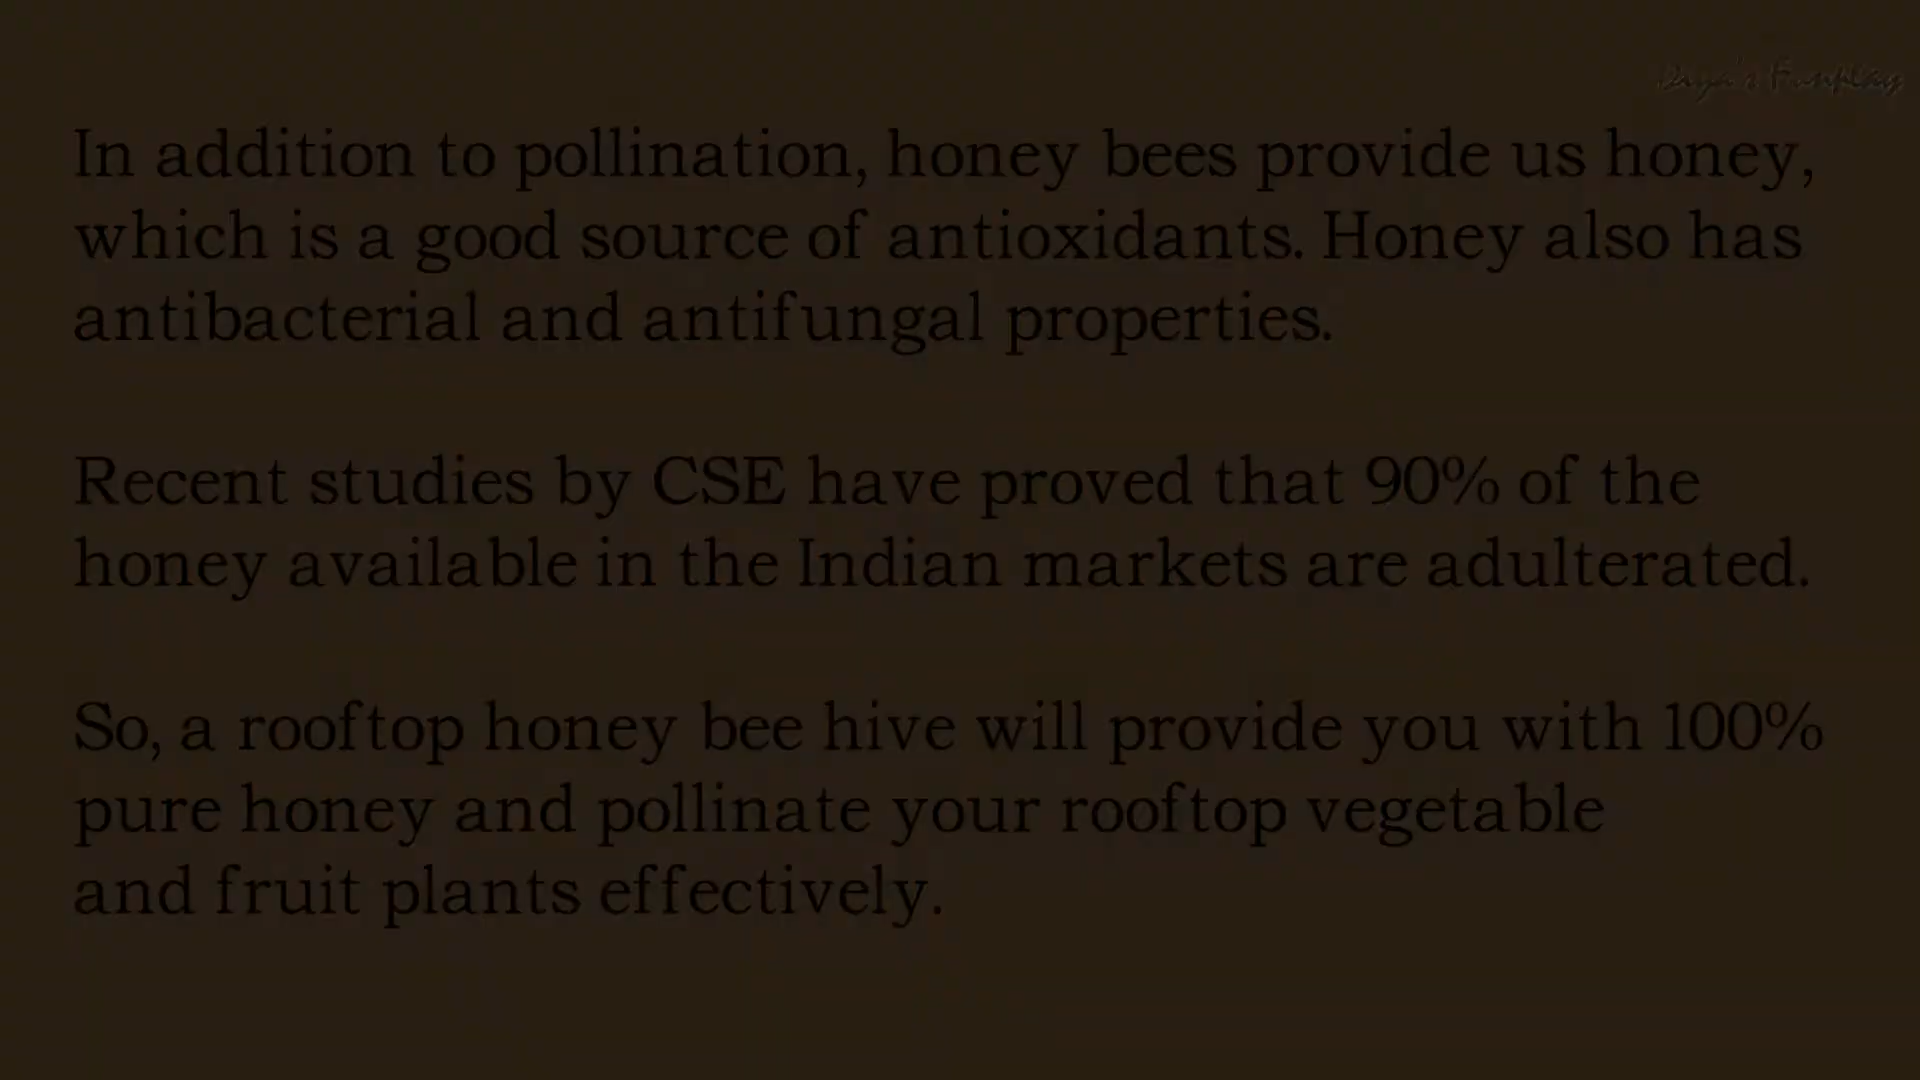 Daya's Funplay
In addition to pollination, honey bees provide us honey,
which is a good source of antioxidants. Honey also has
antibacterial and antifungal properties.
Recent studies by CSE have proved that 90% of the
honey available in the Indian markets are adulterated.
So, a rooftop honey bee hive will provide you with 100%
pure honey and pollinate your rooftop vegetable
and fruit plants effectively.